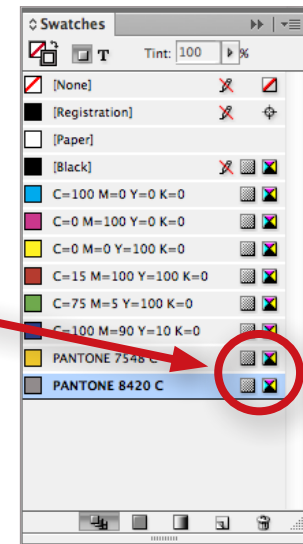 Swatches
T Tint: 100 %
[None]
[Registration]
[Paper]
[Black]
C=100 M=0 Y=0 K=0
C=0 M=100 Y=0 K=0
C=0 M=0 Y=100 K=0
C=15 M=100 Y=100 K=0
C=75 M=5 Y=100 K=0
C=100 M=90 Y=10 K=0
PANTONE 7548 C
PANTONE 8420 C